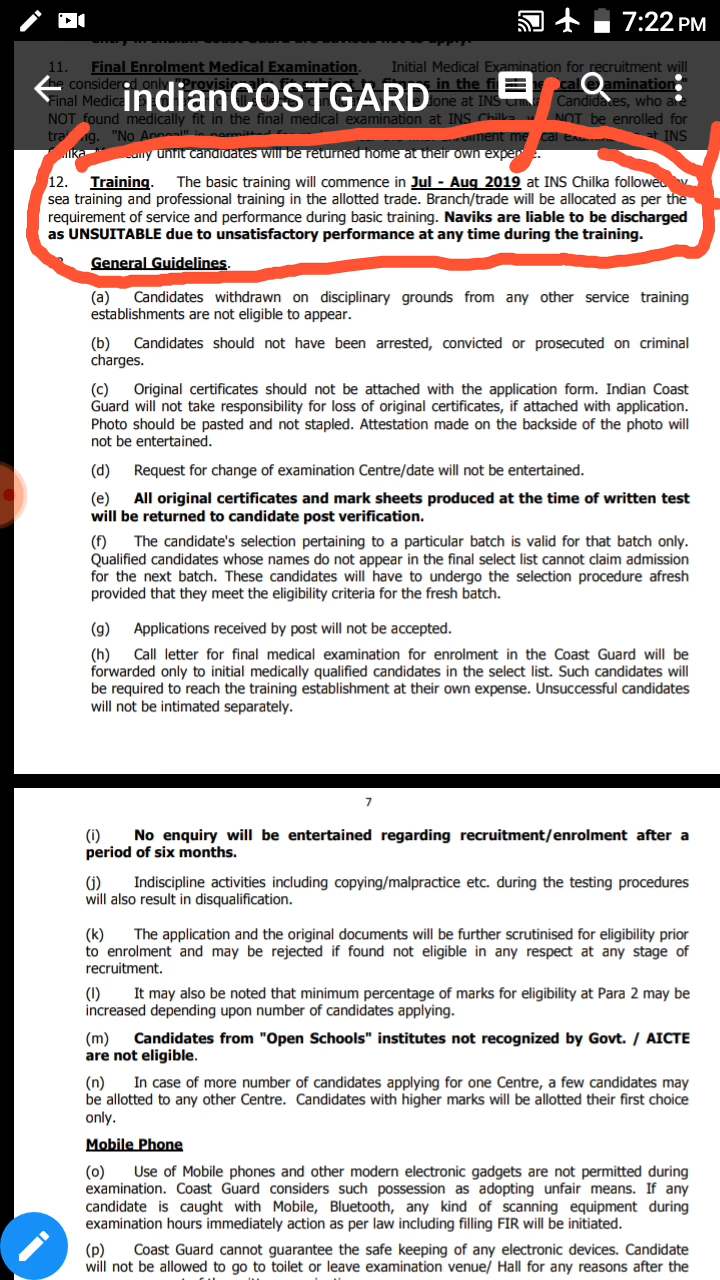 7:22 PM
indianCOSTGARD
11. Final Enrolment Medical Examination. Initial Medical Examination for recruitment will
be considered only "Provisionally fit subject to fitness in the final medical examination."
NOT found medically fit in the final medical examination at INS Chilka, NOT be enrolled for
unfit candidates will be returned home at their own expense.
12. Training. The basic training will commence in Jul - Aug 2019 at INS Chilka followed by
sea training and professional training in the allotted trade. Branch/trade will be allocated as per the
requirement of service and performance during basic training. Naviks are liable to be discharged
as UNSUITABLE due to unsatisfactory performance at any time during the training.
General Guidelines.
(a) Candidates withdrawn on disciplinary grounds from any other service training
establishments are not eligible to appear.
(b) Candidates should not have been arrested, convicted or prosecuted on criminal
charges.
(c) Original certificates should not be attached with the application form. Indian Coast
Guard will not take responsibility for loss of original certificates, if attached with application.
Photo should be pasted and not stapled. Attestation made on the backside of the photo will
not be entertained.
(d) Request for change of examination Centre/date will not be entertained.
(e) All original certificates and mark sheets produced at the time of written test
will be returned to candidate post verification.
(f) The candidate's selection pertaining to a particular batch is valid for that batch only.
Qualified candidates whose names do not appear in the final select list cannot claim admission
for the next batch. These candidates will have to undergo the selection procedure afresh
provided that they meet the eligibility criteria for the fresh batch.
(g) Applications received by post will not be accepted.
(h) Call letter for final medical examination for enrolment in the Coast Guard will be
forwarded only to initial medically qualified candidates in the select list. Such candidates will
be required to reach the training establishment at their own expense. Unsuccessful candidates
will not be intimated separately.
7
(i) No enquiry will be entertained regarding recruitment/enrolment after a
period of six months.
(j) Indiscipline activities including copying/malpractice etc. during the testing procedures
will also result in disqualification.
(k) The application and the original documents will be further scrutinised for eligibility prior
to enrolment and may be rejected if found not eligible in any respect at any stage of
recruitment.
(l) It may also be noted that minimum percentage of marks for eligibility at Para 2 may be
increased depending upon number of candidates applying.
(m) Candidates from "Open Schools" institutes not recognized by Govt. / AICTE
are not eligible.
(n) In case of more number of candidates applying for one Centre, a few candidates may
be allotted to any other Centre. Candidates with higher marks will be allotted their first choice
only.
Mobile Phone
(o) Use of Mobile phones and other modern electronic gadgets are not permitted during
examination. Coast Guard considers such possession as adopting unfair means. If any
candidate is caught with Mobile, Bluetooth, any kind of scanning equipment during
examination hours immediately action as per law including filling FIR will be initiated.
(p) Coast Guard cannot guarantee the safe keeping of any electronic devices. Candidate
will not be allowed to go to toilet or leave examination venue/ Hall for any reasons after the